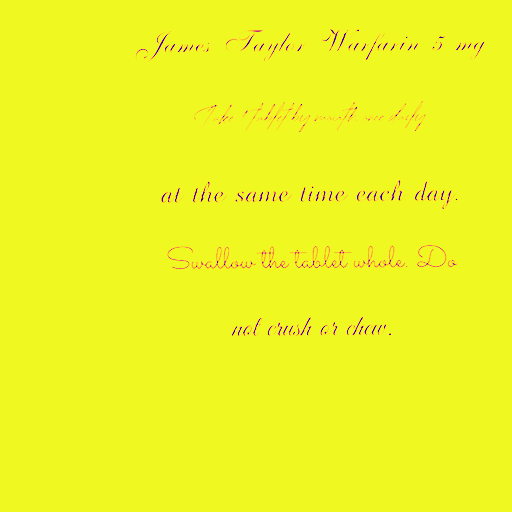 James Taylor Warfarin 5 mg
Take 1 tablet by mouth once daily
at the same time each day.
Swallow the tablet whole. Do
not crush or chew.